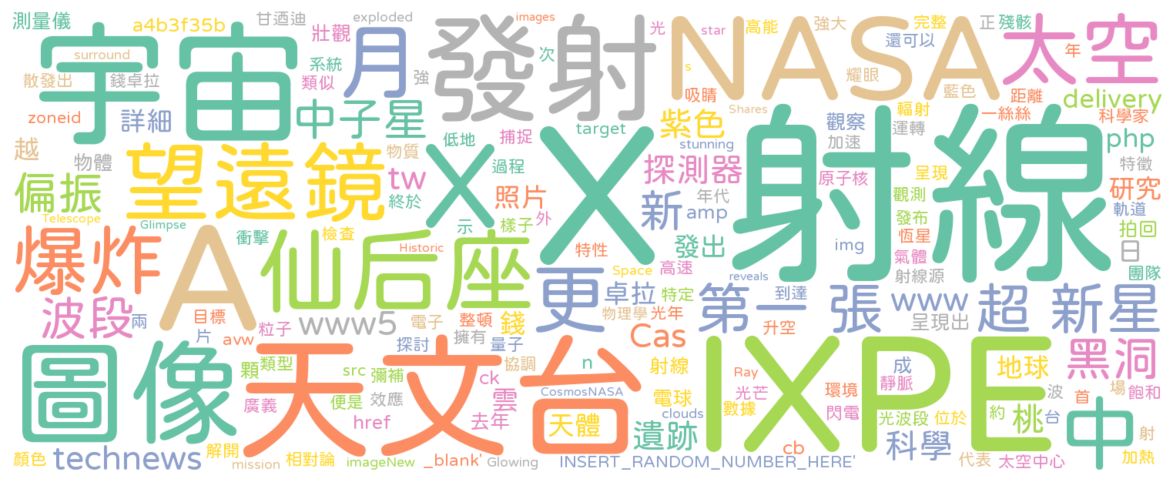 測量儀 a4b3f35b 甘迺迪 exploded images 光 star 高能 強大 完整 正 殘骸
宇宙 月 發射 NASA 太空
surround 壯觀 系統 次 還可以 年
散發出 錢卓拉 類似 強 s 吸睛 耀眼 藍色 距離
zoneid 詳細 中子星 低地 捕捉 target 紫色 Shares 觀察 輻射 一絲絲 delivery 科學家
越 物體 望遠鏡 物質 X 過程 X stunning 加速 運轉 射線 php
偏振 tw 終於 照片 探測器 原子核 呈現 特徵
Telescope Glimpse 示 樣子 外 新 年代 amp 觀測 研究
爆炸 A 衝擊 檢查 仙后座 特性 發出 img 發布 恆星 軌道 拍回 日
Historic Space 高速 reveals 氣體 射線源 團隊
波段 兩 目標 www5 電子 整頓 錢 更 卓拉 特定 到達 第一 張 www 超 新星
片 avw 粒子 擁有 量子 物理學 光年 升空 呈現出
圖像 顆 類型 天文台 探討 協調 Cas 射線 Ray IXPE 成 地球 黑洞
src 彌補 ck n CosmosNASA 電球 光芒 環境 靜脈 波 場 飽和
廣義 便是 效應 雲 clouds 數據 閃電 光波段 位於 約 桃 台 首 中
href 去年 天體 遺跡 cb 科學 射
顏色 technews 解開 mission 相對論 imageNew _blank' Glowing INSERT_RANDOM_NUMBER_HERE' 代表 太空中心 加熱